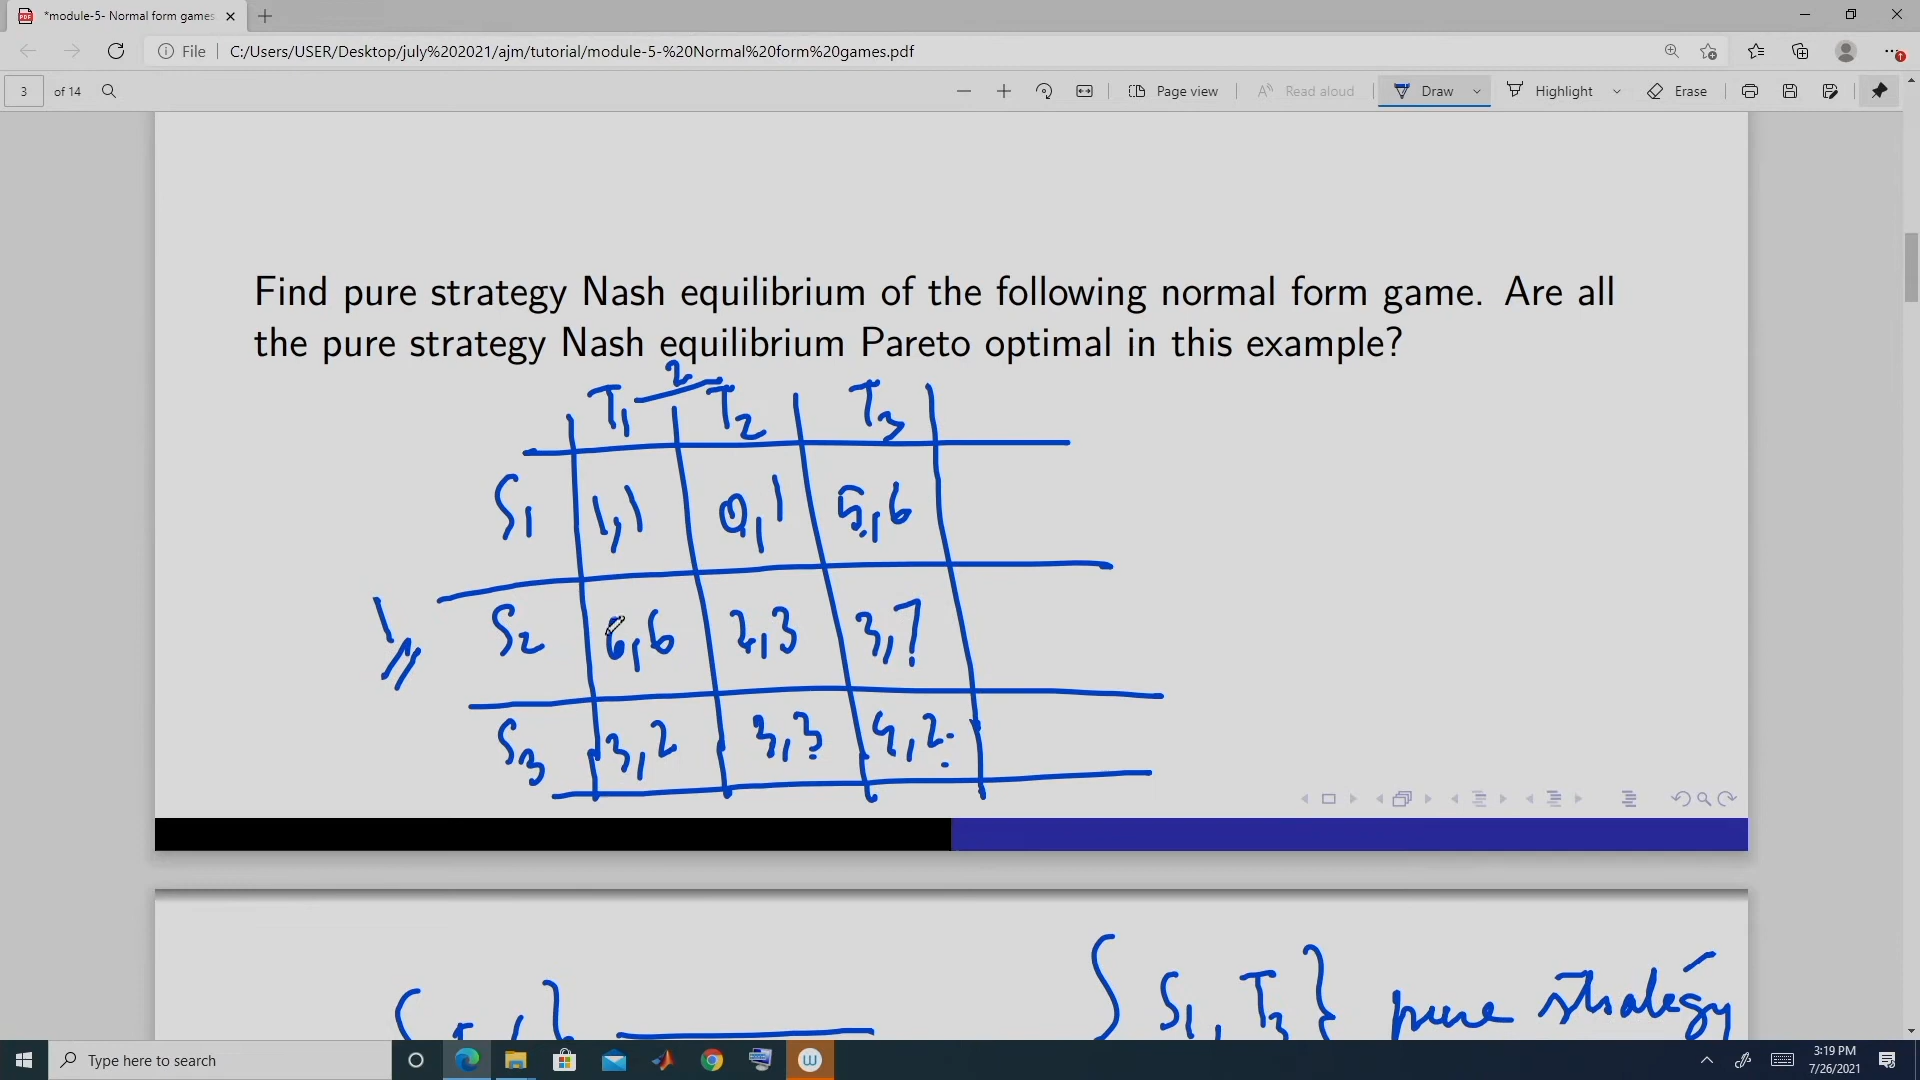 *module-5- Normal form games
File C:/Users/USER/Desktop/july%202021/ajm/tutorial/module-5-%20Normal%20form%20games.pdf
3 of 14 Page view Read aloud Draw Highlight Erase
Find pure strategy Nash equilibrium of the following normal form game. Are all
the pure strategy Nash equilibrium Pareto optimal in this example?
2
T1 T2 T3
S1 1,1 0,1 5,6
1 S2 6,6 2,3 3,7
S3 3,2 3,3 4,2
{ S1, T3 } pure strategy
Type here to search
3:19 PM
7/26/2021